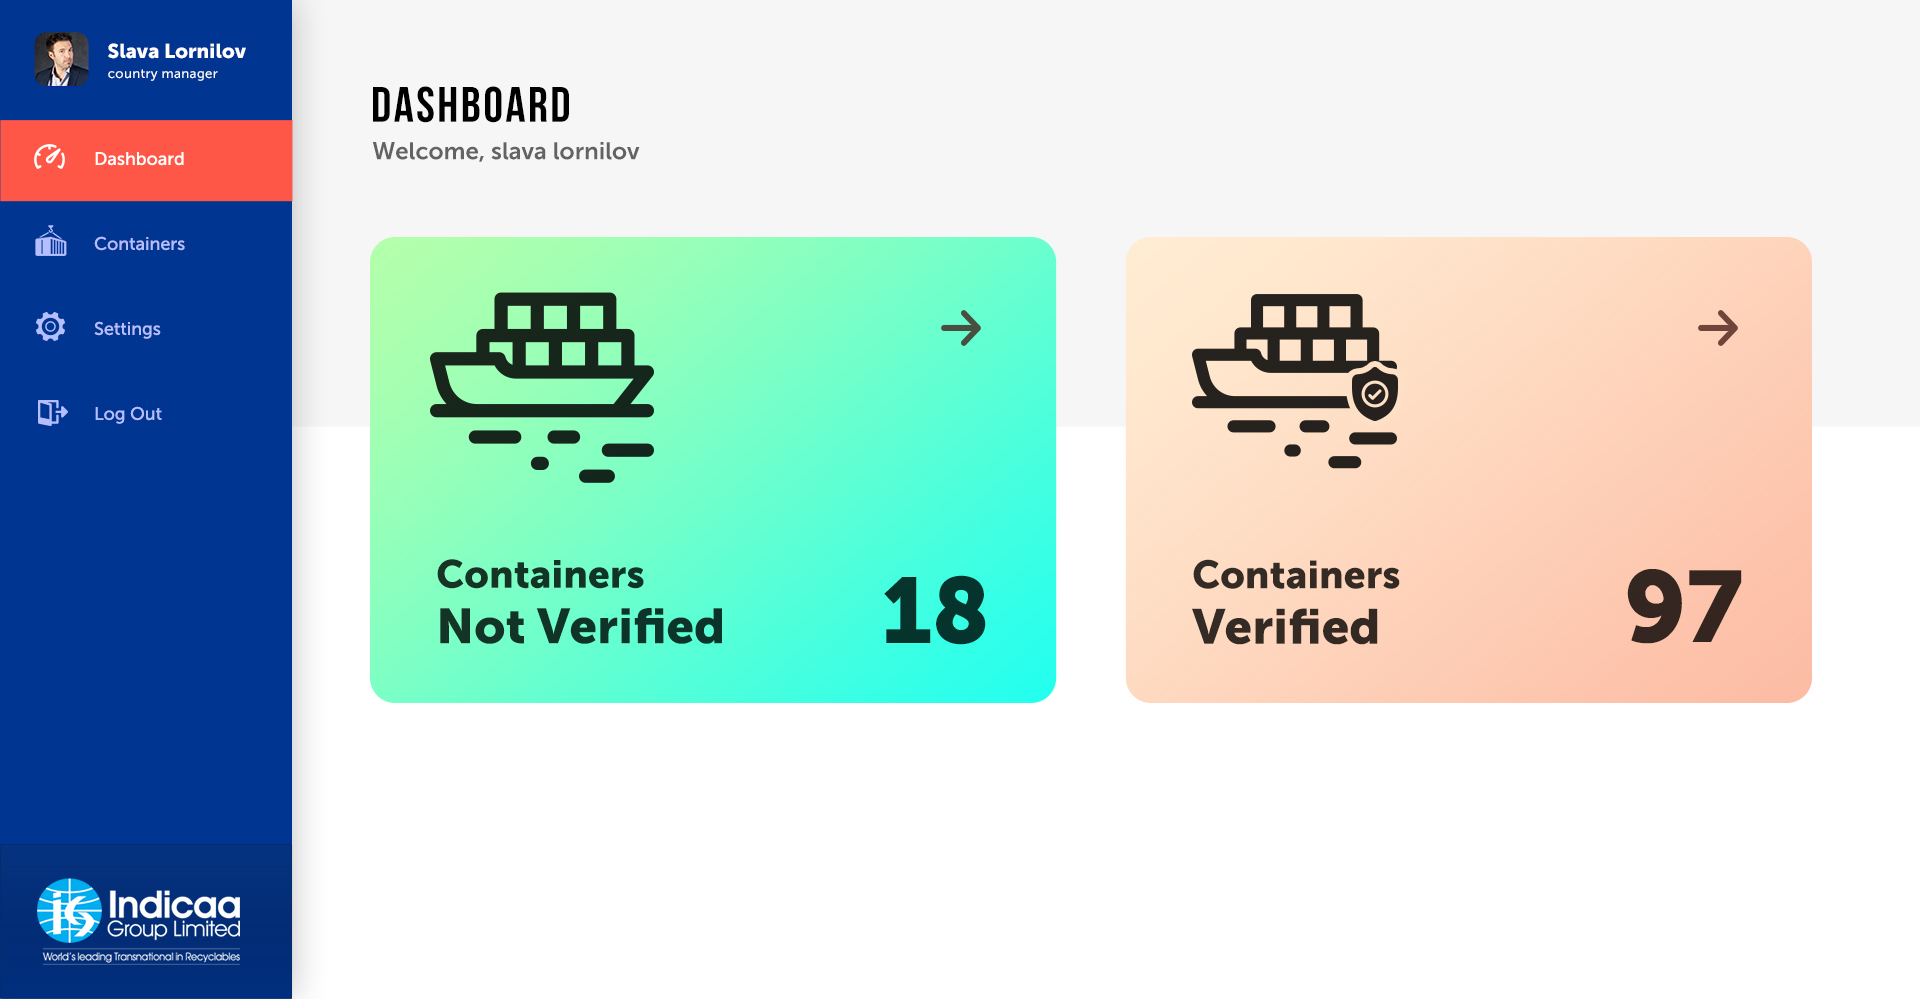 Slava Lornilov
country manager
Dashboard
Containers
Settings
Log Out
Indicaa
Group Limited
World's leading Transnational in Recyclables
DASHBOARD
Welcome, slava lornilov
Containers
Not Verified
18
Containers
Verified
97